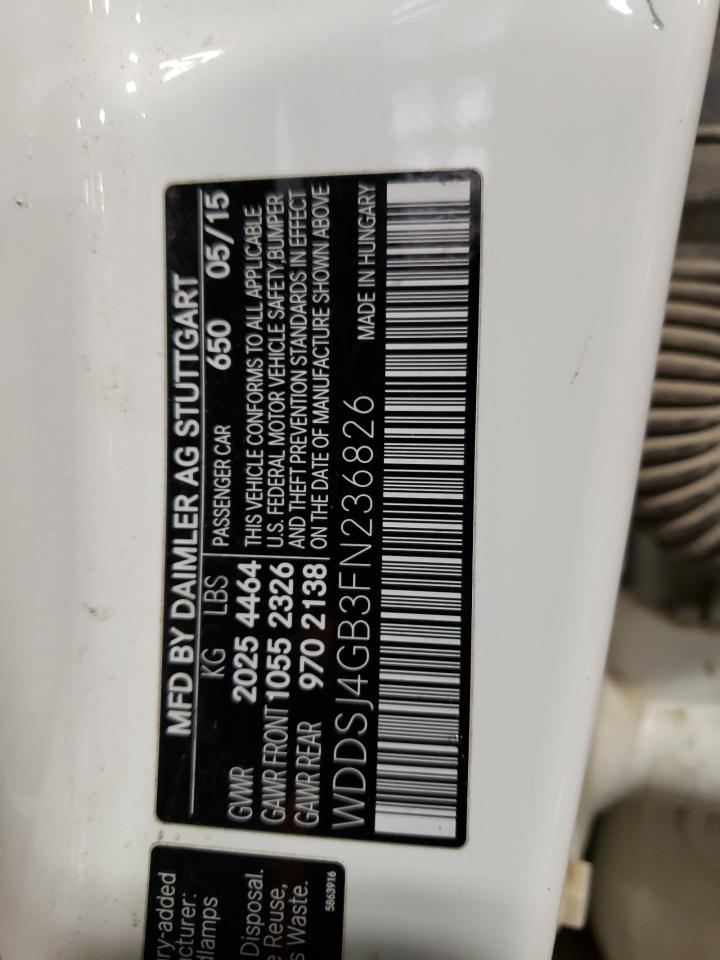 MFD BY DAIMLER AG STUTTGART
KG LBS PASSENGER CAR 650 05/15
GVWR 2025 4464 THIS VEHICLE CONFORMS TO ALL APPLICABLE
GAWR FRONT 1055 2326 U.S. FEDERAL MOTOR VEHICLE SAFETY,BUMPER
GAWR REAR 970 2138 AND THEFT PREVENTION STANDARDS IN EFFECT
ON THE DATE OF MANUFACTURE SHOWN ABOVE
WDDSJ4GB3FN236826 MADE IN HUNGARY
ry-added
cturer:
lamps
Disposal.
e Reuse,
s Waste.
5863916